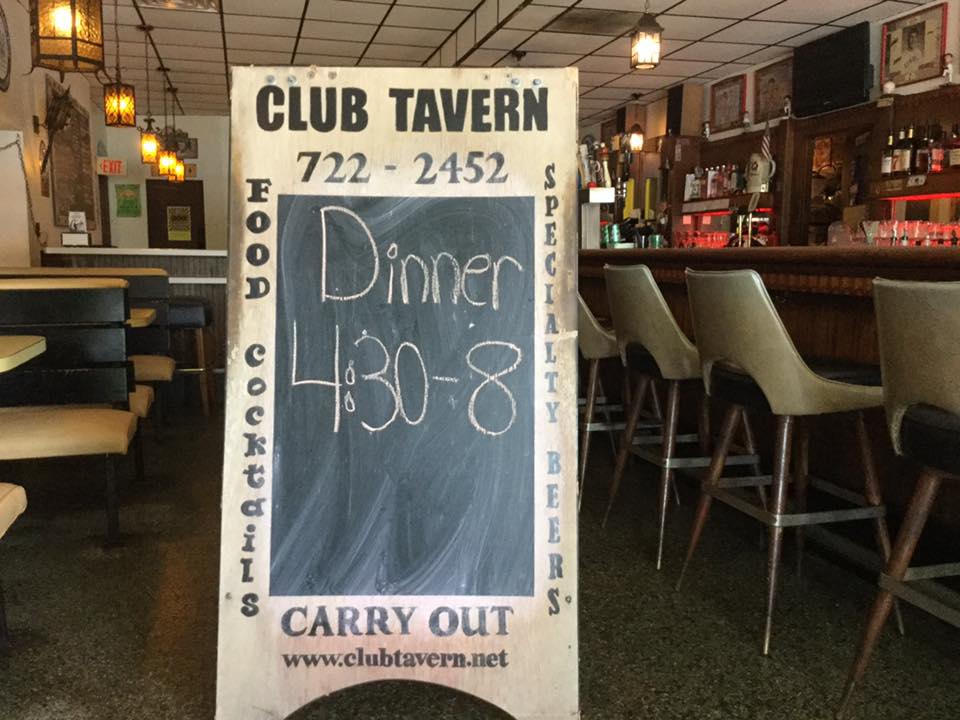 CLUB TAVERN
722-2452
FOOD COCKTAILS
Dinner
4:30-8
SPECIALTY BEERS
CARRY OUT
www.clubtavern.net
EXIT